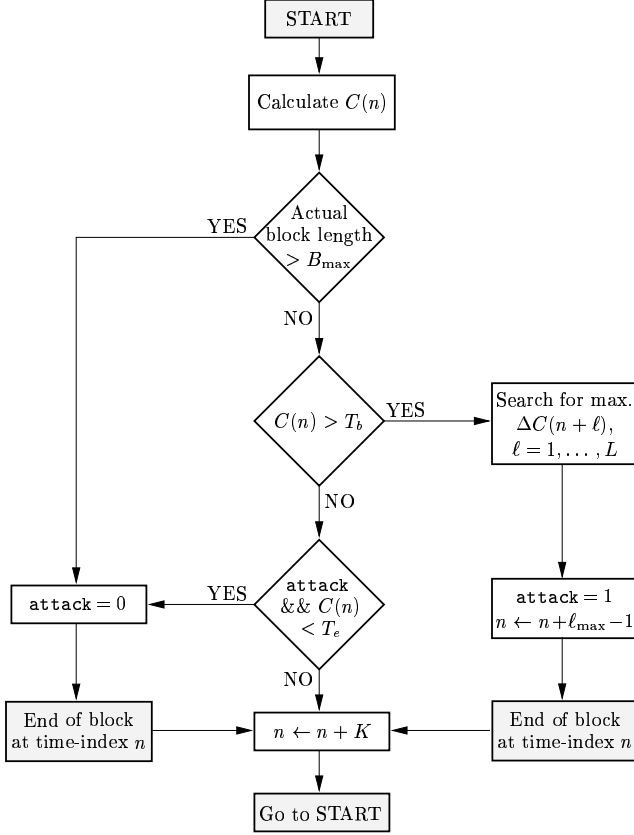 START
Calculate C(n)
Actual
block length
> B_max
YES
NO
C(n) > T_b
YES
Search for max.
ΔC(n + ℓ),
ℓ = 1, . . . , L
NO
attack
&& C(n)
< T_e
YES
attack = 0
attack = 1
n ← n+ℓ_max−1
NO
End of block
at time-index n
n ← n + K
End of block
at time-index n
Go to START